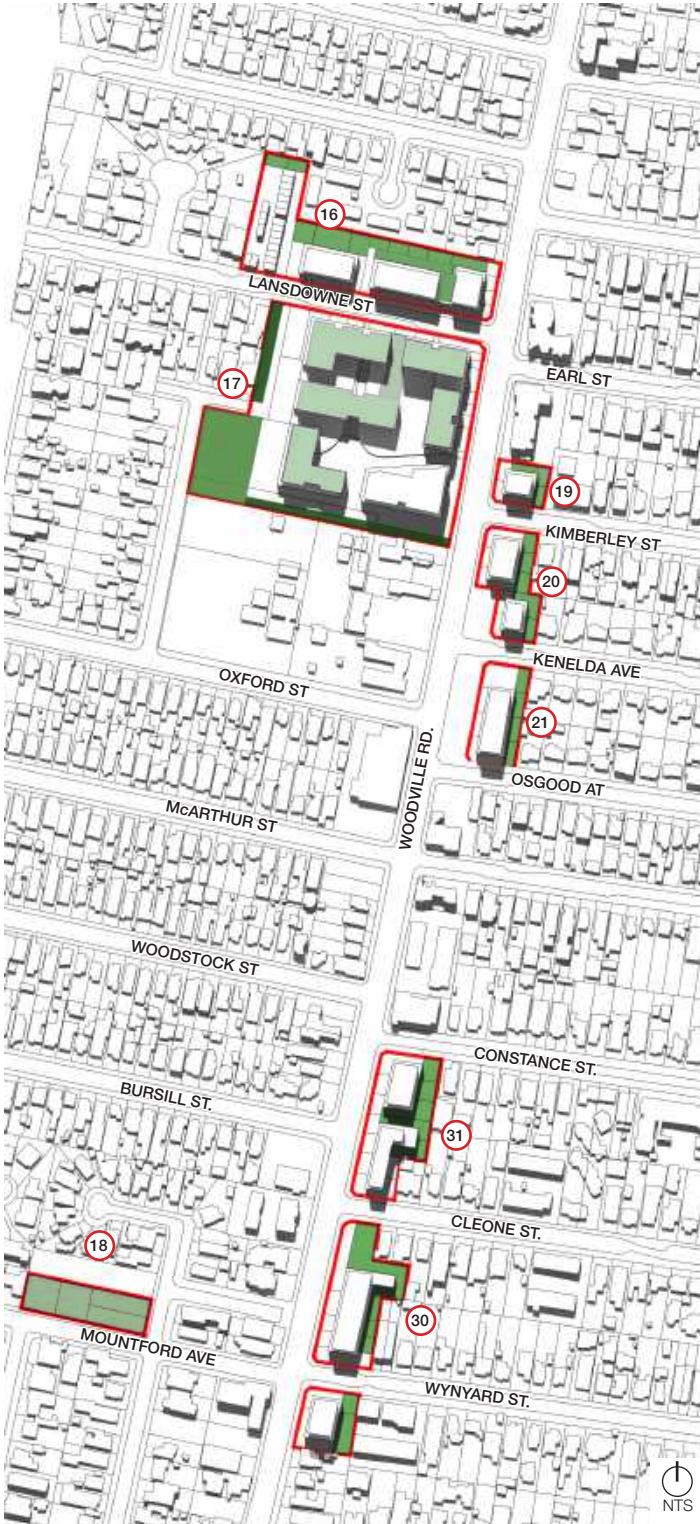 16
LANSDOWNE ST
EARL ST
17
19
KIMBERLEY ST
20
KENELDA AVE
OXFORD ST
21
WOODVILLE RD.
OSGOOD AT
McARTHUR ST
WOODSTOCK ST
CONSTANCE ST.
BURSILL ST.
31
CLEONE ST.
18
30
MOUNTFORD AVE
WYNYARD ST.
NTS